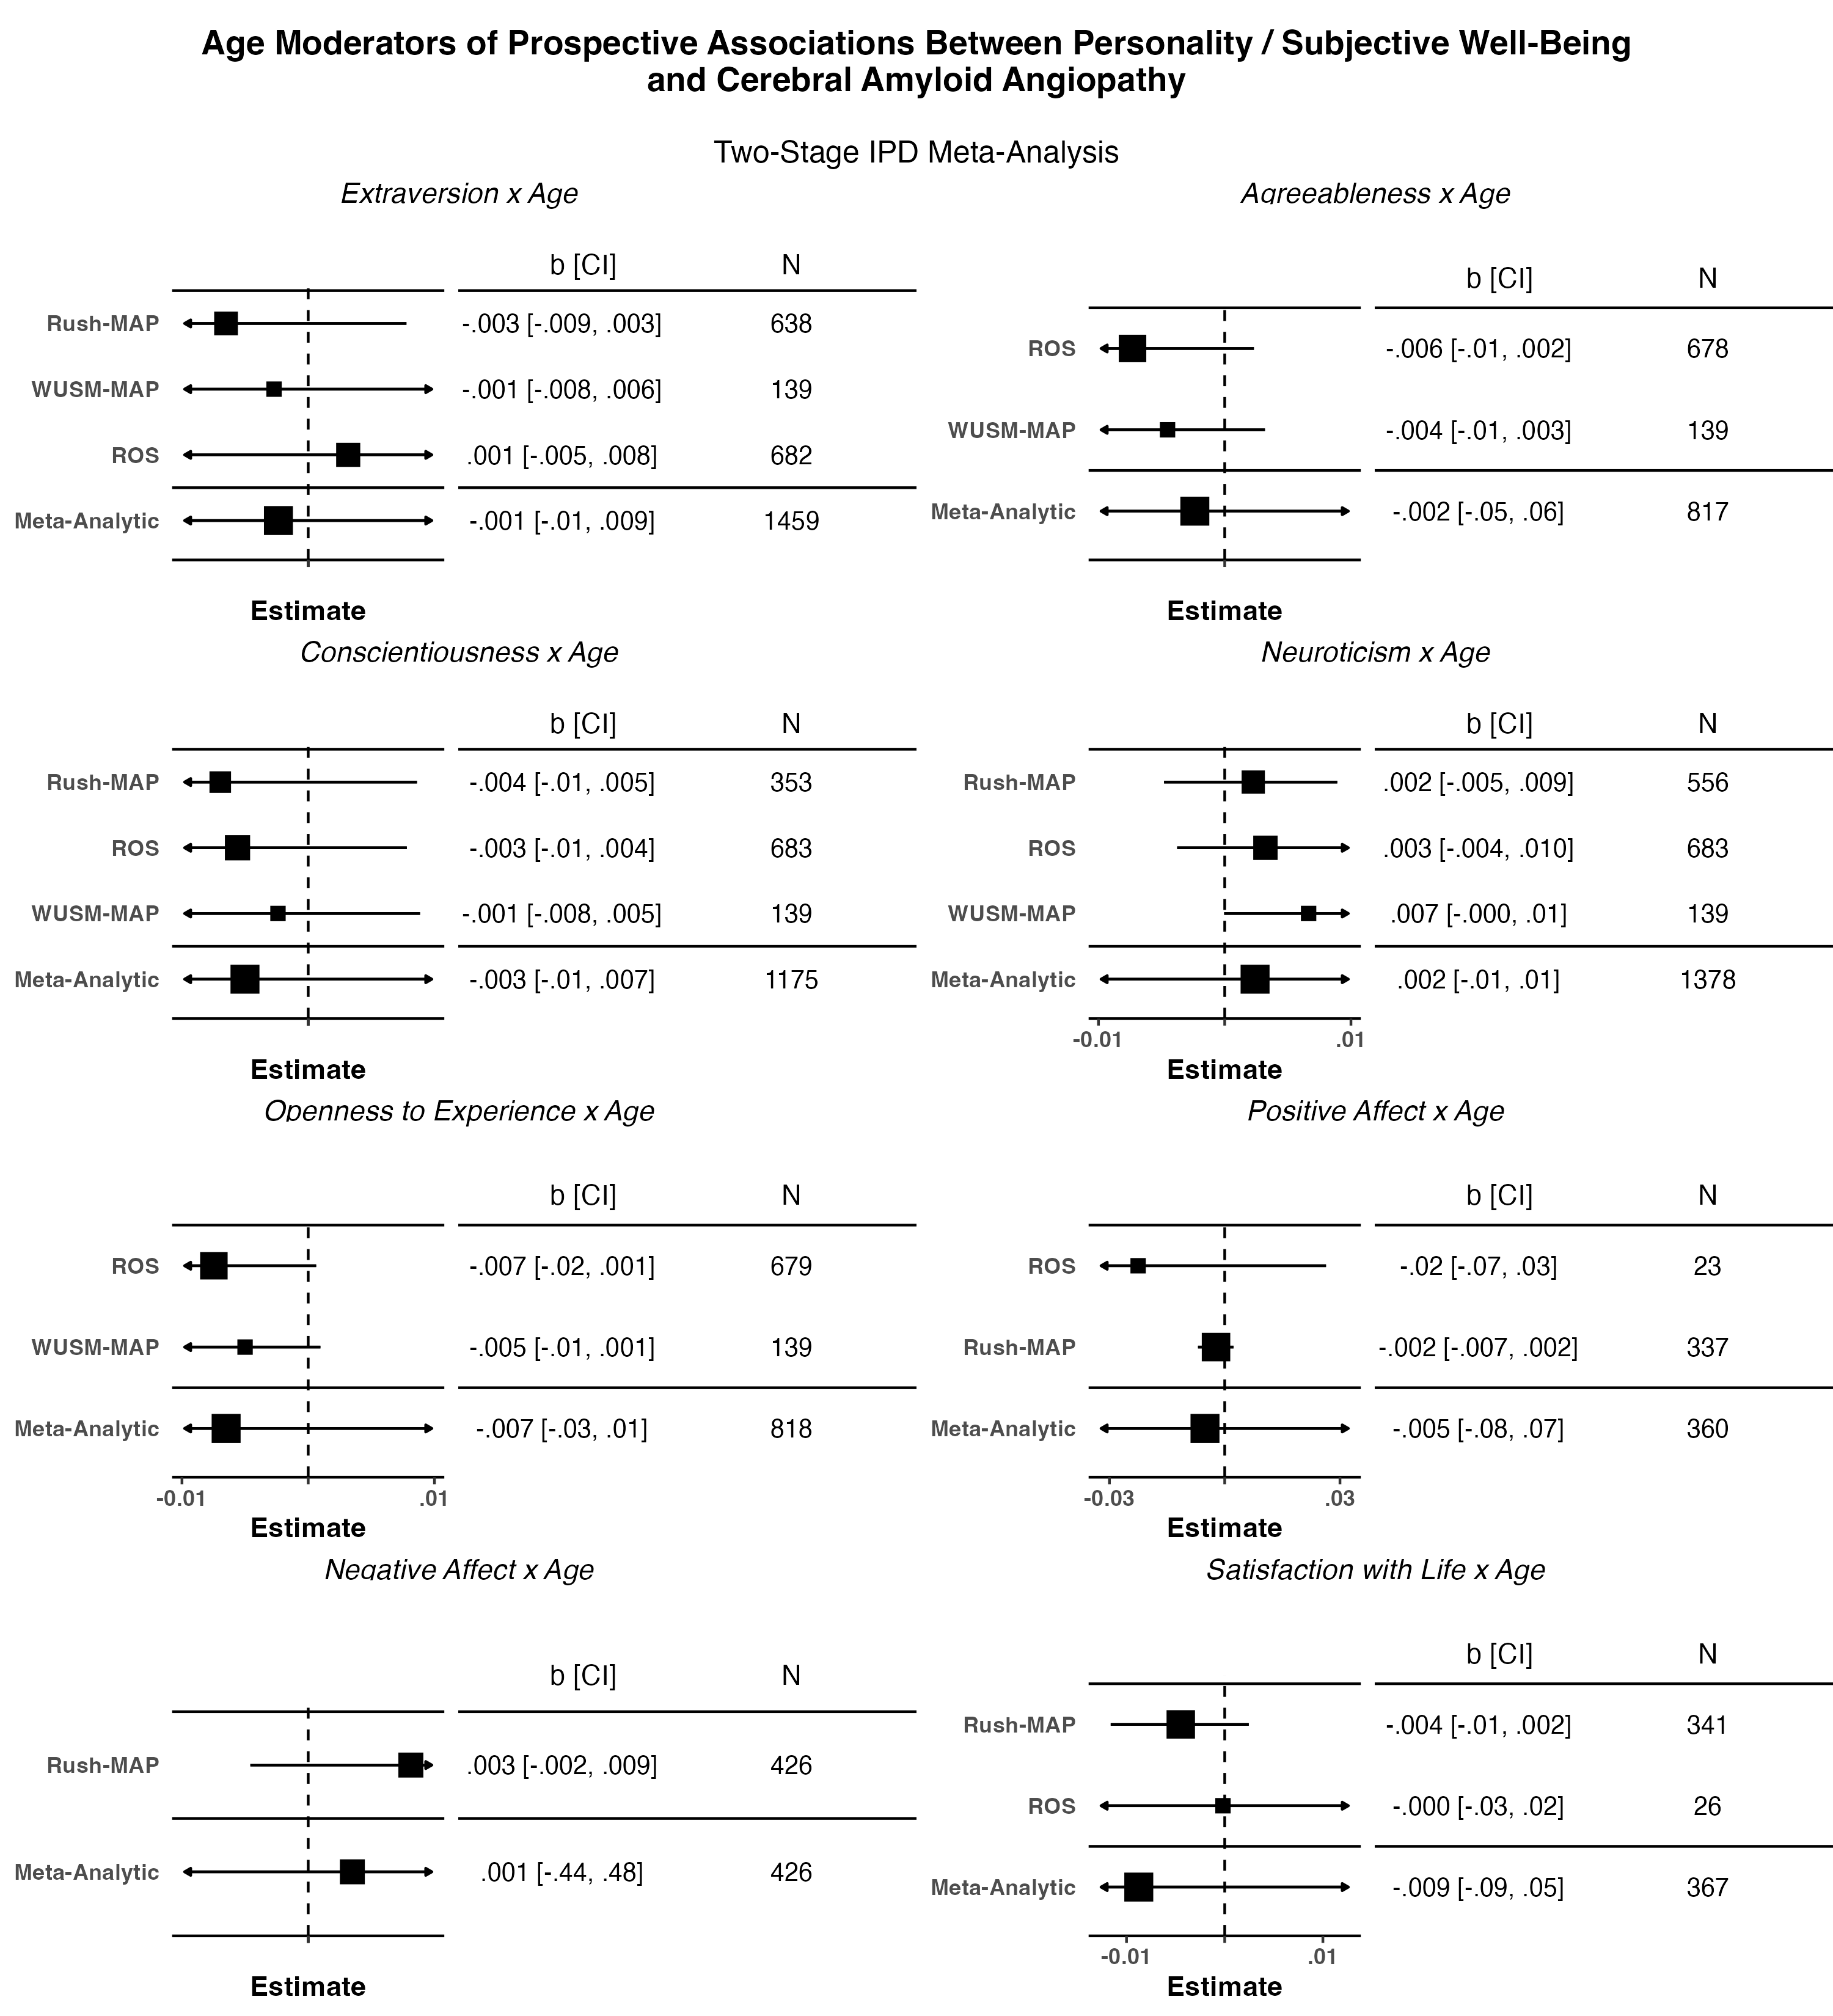 Age Moderators of Prospective Associations Between Personality / Subjective Well-Being
and Cerebral Amyloid Angiopathy
Two-Stage IPD Meta-Analysis
Extraversion x Age
b [CI] N
Rush-MAP -.003 [-.009, .003] 638
WUSM-MAP -.001 [-.008, .006] 139
ROS .001 [-.005, .008] 682
Meta-Analytic -.001 [-.01, .009] 1459
Estimate
Agreeableness x Age
b [CI] N
ROS -.006 [-.01, .002] 678
WUSM-MAP -.004 [-.01, .003] 139
Meta-Analytic -.002 [-.05, .06] 817
Estimate
Conscientiousness x Age
b [CI] N
Rush-MAP -.004 [-.01, .005] 353
ROS -.003 [-.01, .004] 683
WUSM-MAP -.001 [-.008, .005] 139
Meta-Analytic -.003 [-.01, .007] 1175
Estimate
Neuroticism x Age
b [CI] N
Rush-MAP .002 [-.005, .009] 556
ROS .003 [-.004, .010] 683
WUSM-MAP .007 [-.000, .01] 139
Meta-Analytic .002 [-.01, .01] 1378
-0.01 .01
Estimate
Openness to Experience x Age
b [CI] N
ROS -.007 [-.02, .001] 679
WUSM-MAP -.005 [-.01, .001] 139
Meta-Analytic -.007 [-.03, .01] 818
-0.01 .01
Estimate
Positive Affect x Age
b [CI] N
ROS -.02 [-.07, .03] 23
Rush-MAP -.002 [-.007, .002] 337
Meta-Analytic -.005 [-.08, .07] 360
-0.03 .03
Estimate
Negative Affect x Age
b [CI] N
Rush-MAP .003 [-.002, .009] 426
Meta-Analytic .001 [-.44, .48] 426
Estimate
Satisfaction with Life x Age
b [CI] N
Rush-MAP -.004 [-.01, .002] 341
ROS -.000 [-.03, .02] 26
Meta-Analytic -.009 [-.09, .05] 367
-0.01 .01
Estimate